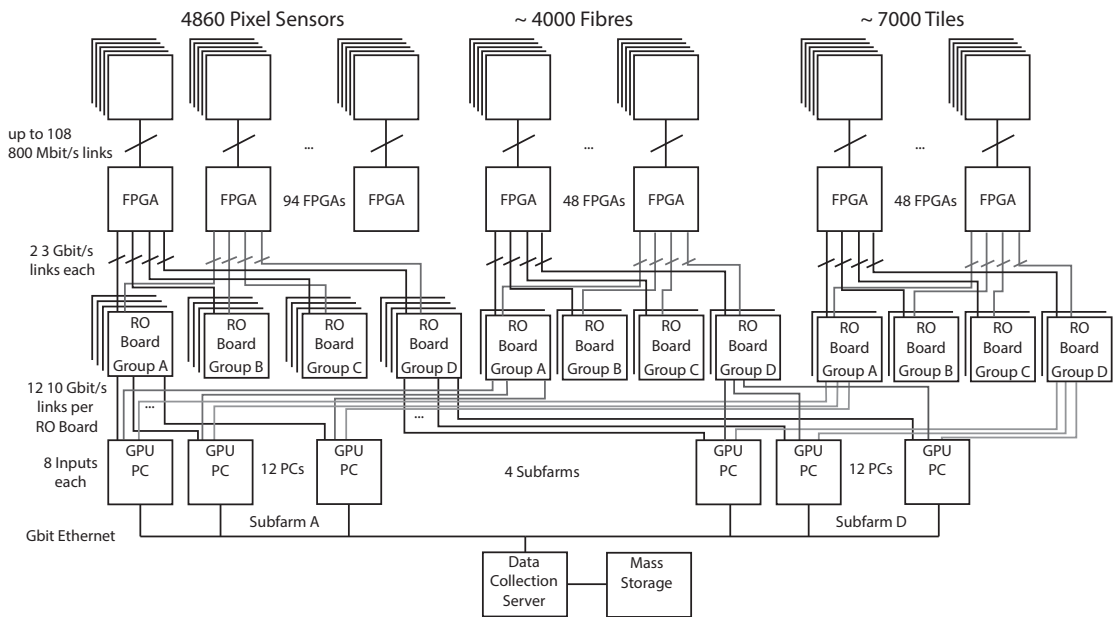 4860 Pixel Sensors
~ 4000 Fibres
~ 7000 Tiles
up to 108
800 Mbit/s links
...
...
...
FPGA
FPGA
94 FPGAs
FPGA
FPGA
48 FPGAs
FPGA
FPGA
48 FPGAs
FPGA
2 3 Gbit/s
links each
RO
Board
Group A
RO
Board
Group B
RO
Board
Group C
RO
Board
Group D
RO
Board
Group A
RO
Board
Group B
RO
Board
Group C
RO
Board
Group D
RO
Board
Group A
RO
Board
Group B
RO
Board
Group C
RO
Board
Group D
12 10 Gbit/s
links per
RO Board
...
...
8 Inputs
each
GPU
PC
GPU
PC
12 PCs
GPU
PC
4 Subfarms
GPU
PC
GPU
PC
12 PCs
GPU
PC
Subfarm A
Subfarm D
Gbit Ethernet
Data
Collection
Server
Mass
Storage